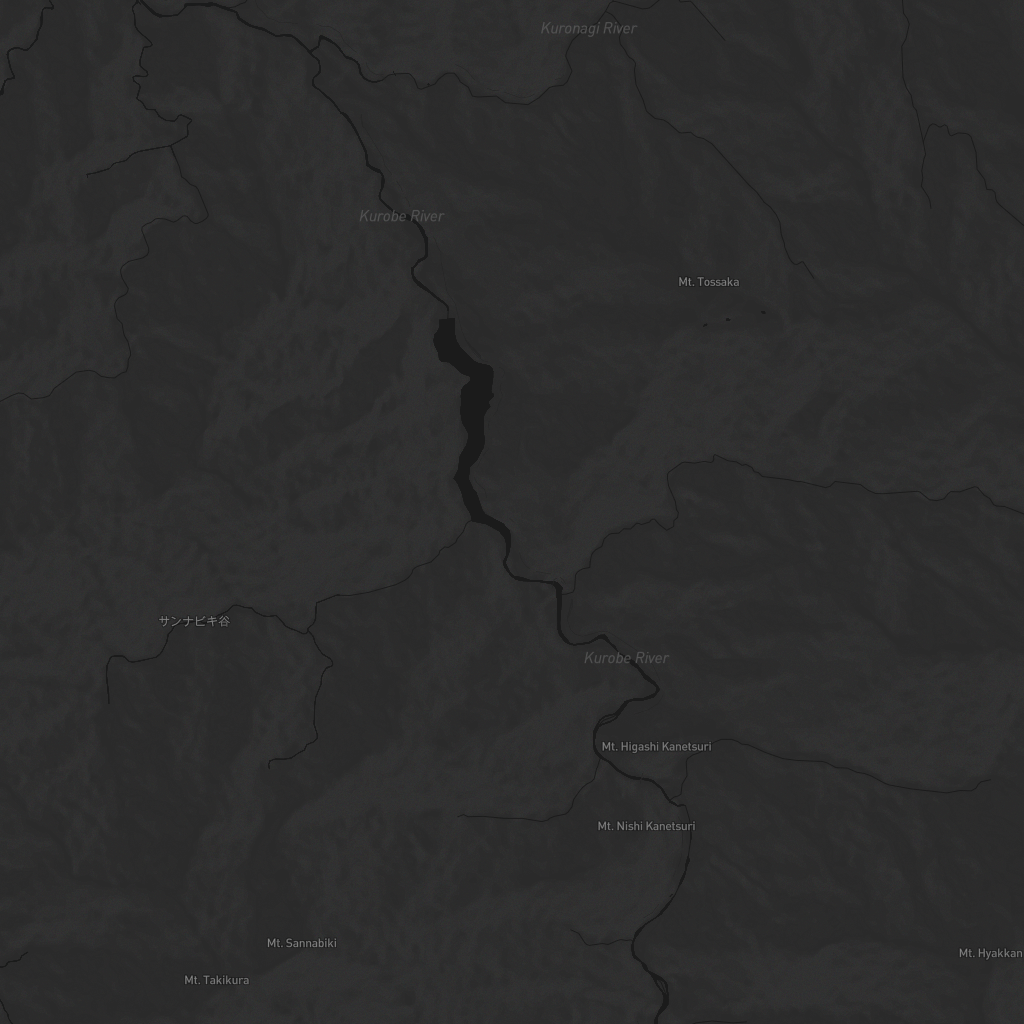 Kuronagi River
Kurobe River
Mt. Tossaka
サンナビキ谷
Kurobe River
Mt. Higashi Kanetsuri
Mt. Nishi Kanetsuri
Mt. Sannabiki
Mt. Hyakkan
Mt. Takikura